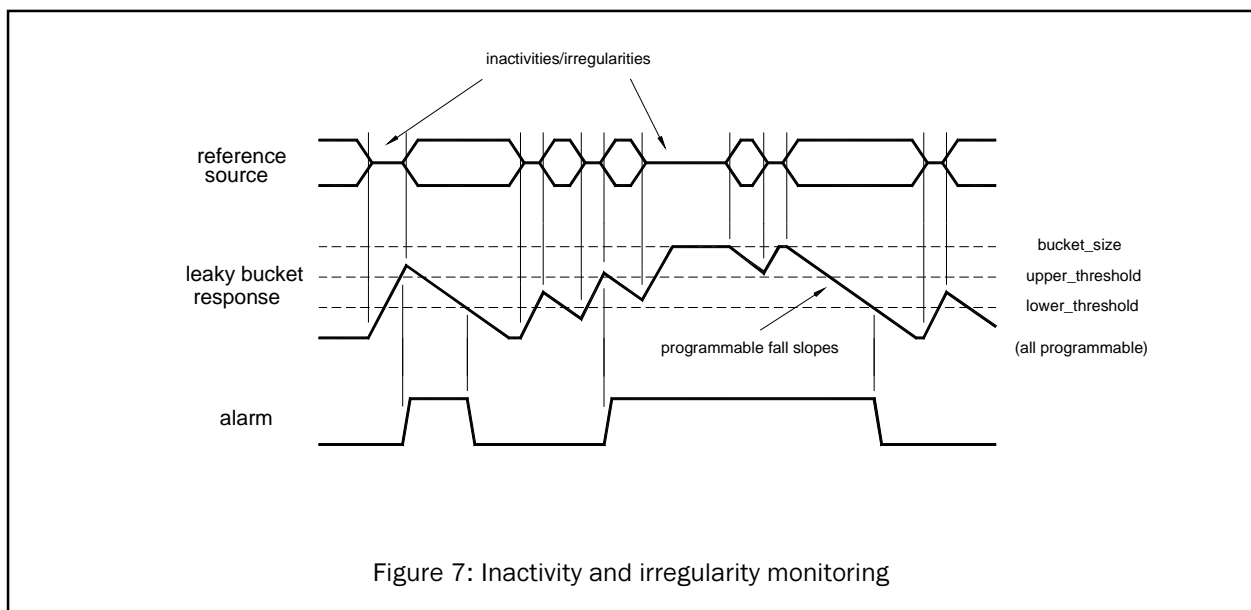 inactivities/irregularities
reference
source
bucket_size
leaky bucket
response
upper_threshold
lower_threshold
programmable fall slopes
(all programmable)
alarm
Figure 7: Inactivity and irregularity monitoring